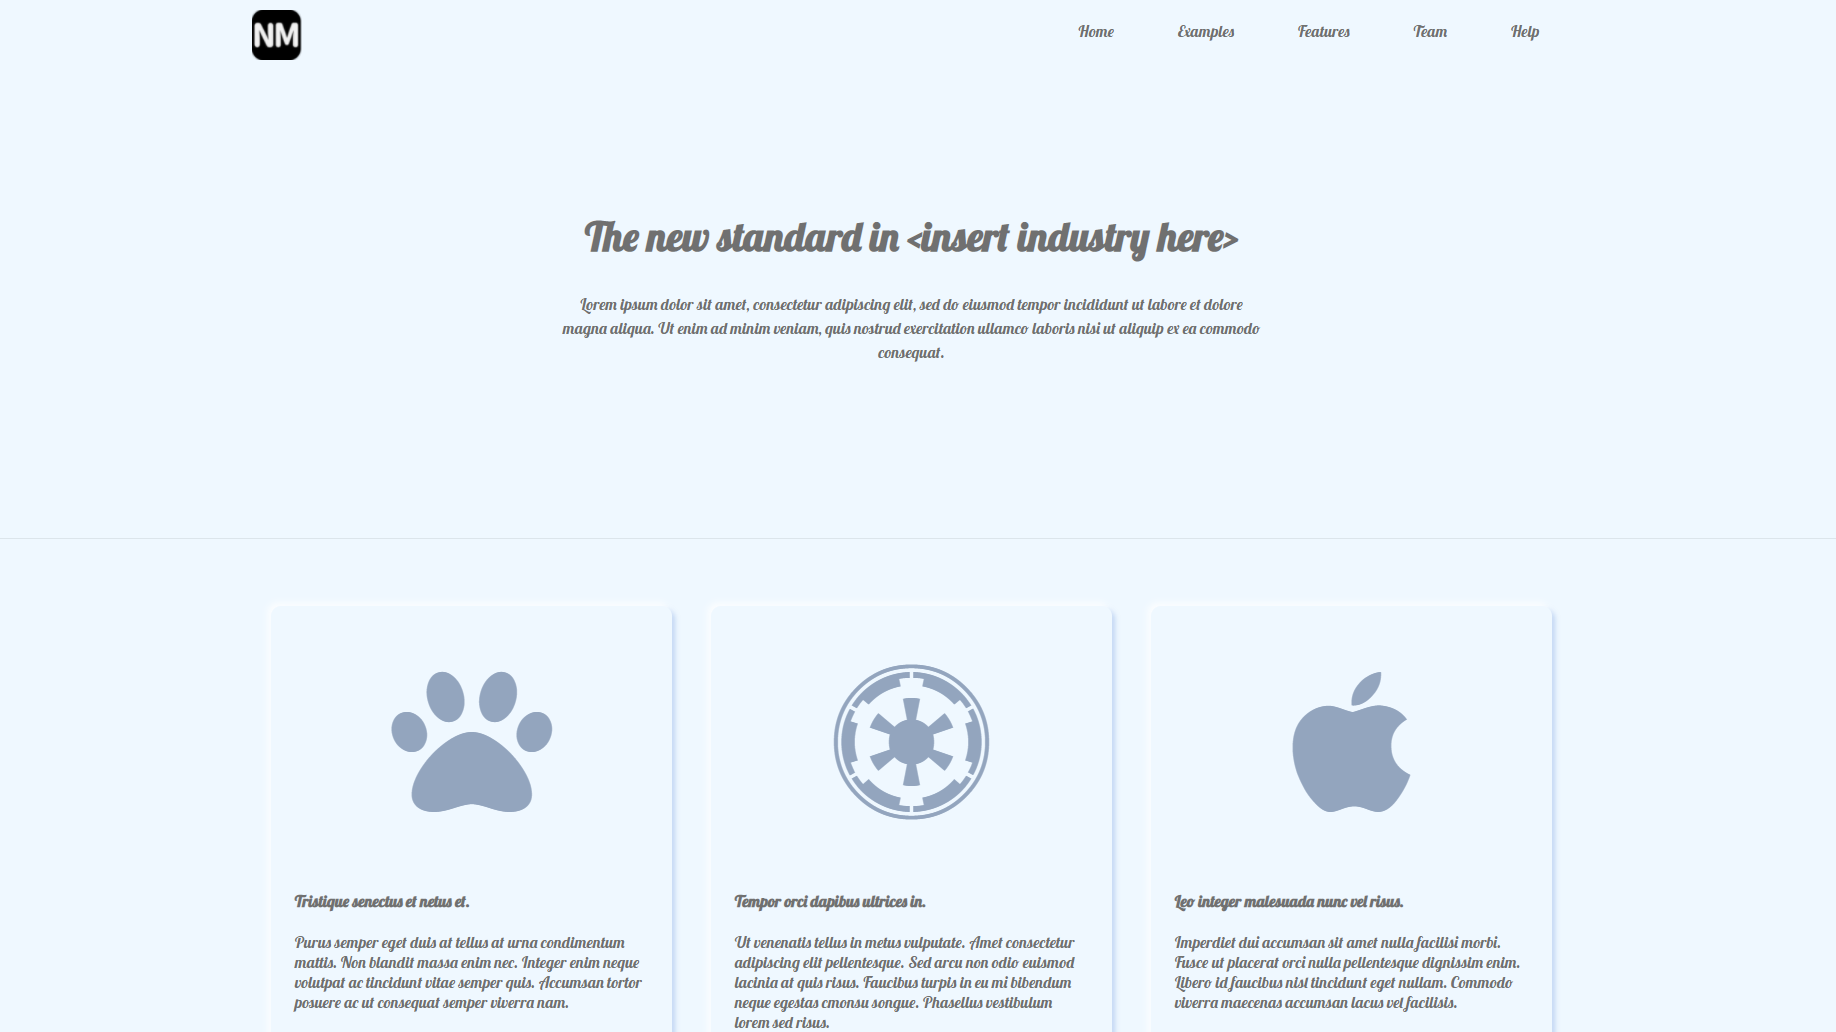 NM
Home Examples Features Team Help
The new standard in <insert industry here>
Lorem ipsum dolor sit amet, consectetur adipiscing elit, sed do eiusmod tempor incididunt ut labore et dolore
magna aliqua. Ut enim ad minim veniam, quis nostrud exercitation ullamco laboris nisi ut aliquip ex ea commodo
consequat.
Tristique senectus et netus et.
Purus semper eget duis at tellus at urna condimentum
mattis. Non blandit massa enim nec. Integer enim neque
volutpat ac tincidunt vitae semper quis. Accumsan tortor
posuere ac ut consequat semper viverra nam.
Tempor orci dapibus ultrices in.
Ut venenatis tellus in metus vulputate. Amet consectetur
adipiscing elit pellentesque. Sed arcu non odio euismod
lacinia at quis risus. Faucibus turpis in eu mi bibendum
neque egestas cmonsu songue. Phasellus vestibulum
lorem sed risus.
Leo integer malesuada nunc vel risus.
Imperdiet dui accumsan sit amet nulla facilisi morbi.
Fusce ut placerat orci nulla pellentesque dignissim enim.
Libero id faucibus nisl tincidunt eget nullam. Commodo
viverra maecenas accumsan lacus vel facilisis.